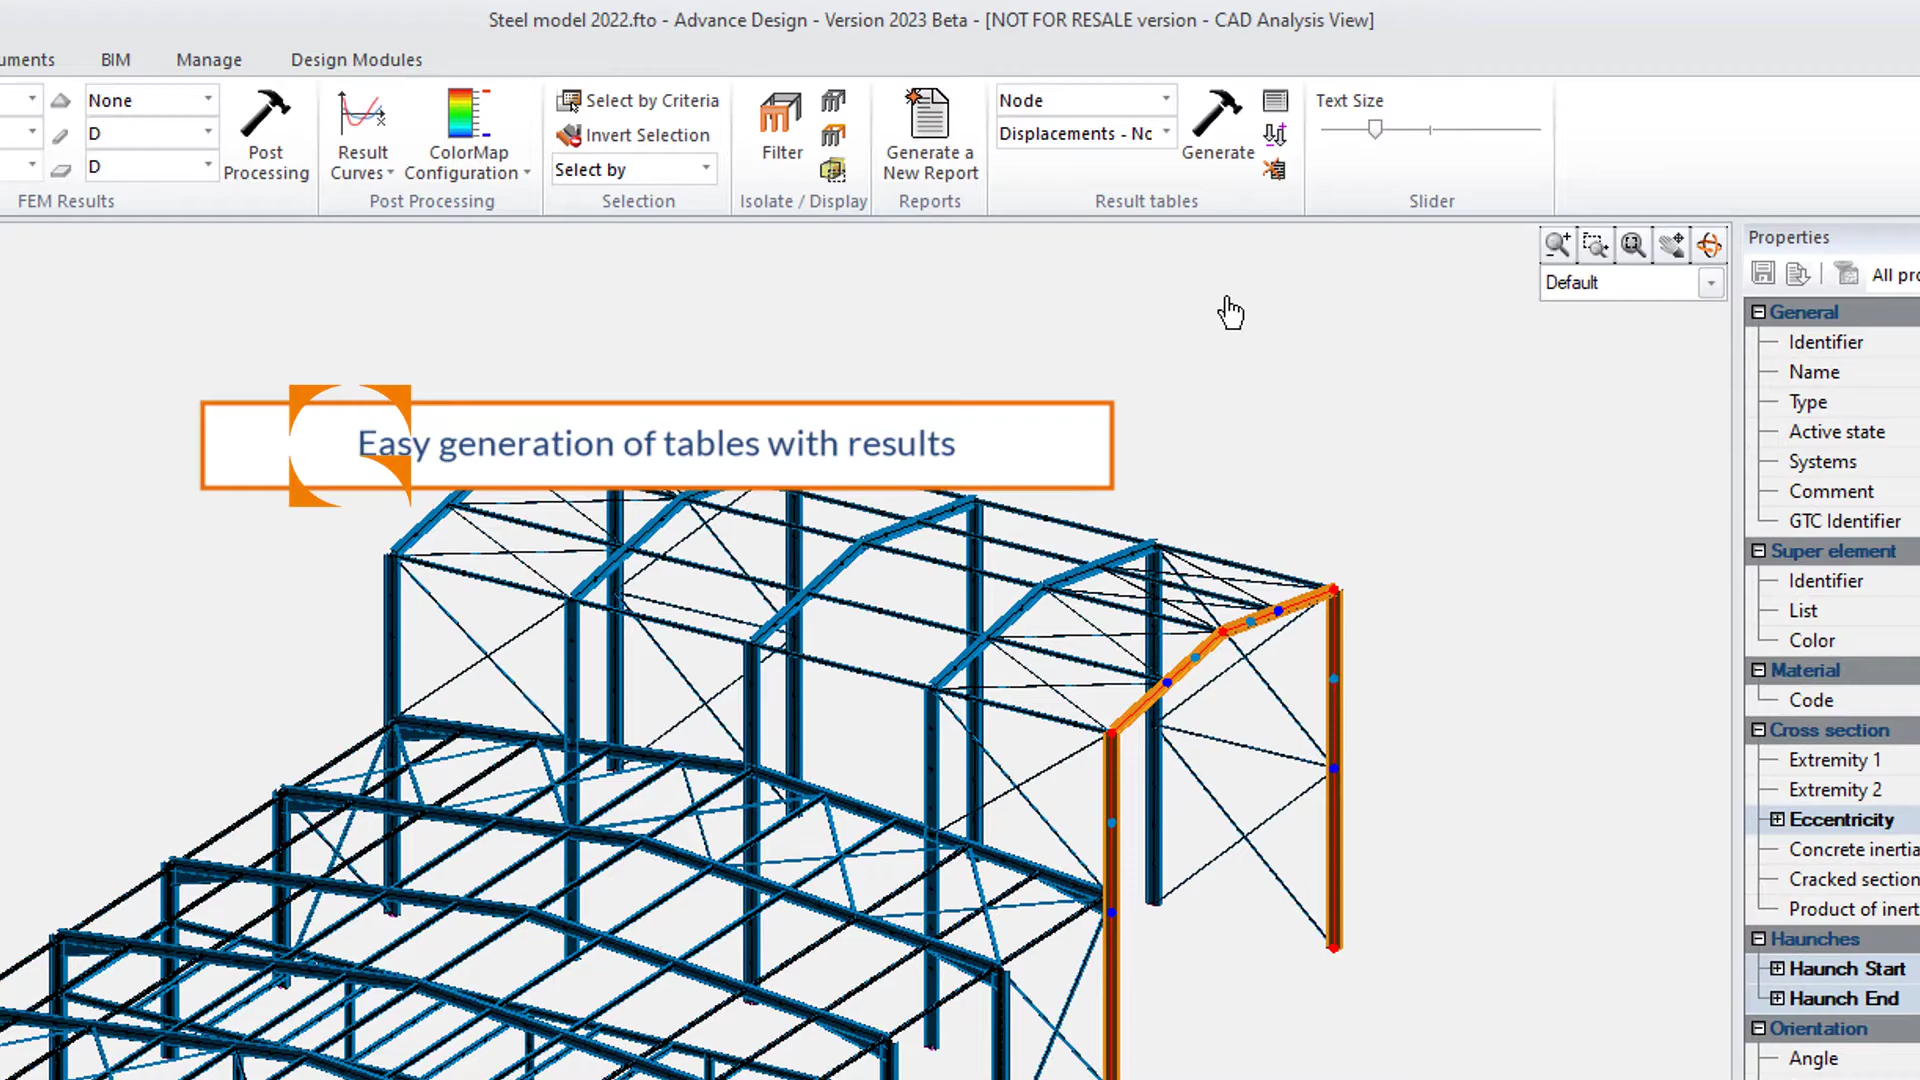 Steel model 2022.fto - Advance Design - Version 2023 Beta - [NOT FOR RESALE version - CAD Analysis View]
uments BIM Manage Design Modules
None
D
D
Post Processing
FEM Results
Result Curves
ColorMap Configuration
Post Processing
Select by Criteria
Invert Selection
Select by
Selection
Filter
Isolate / Display
Generate a New Report
Reports
Node
Displacements - Nc
Generate
Result tables
Text Size
Slider
Default
Easy generation of tables with results
Properties
All pro
General
Identifier
Name
Type
Active state
Systems
Comment
GTC Identifier
Super element
Identifier
List
Color
Material
Code
Cross section
Extremity 1
Extremity 2
Eccentricity
Concrete inertia
Cracked section
Product of inert
Haunches
Haunch Start
Haunch End
Orientation
Angle